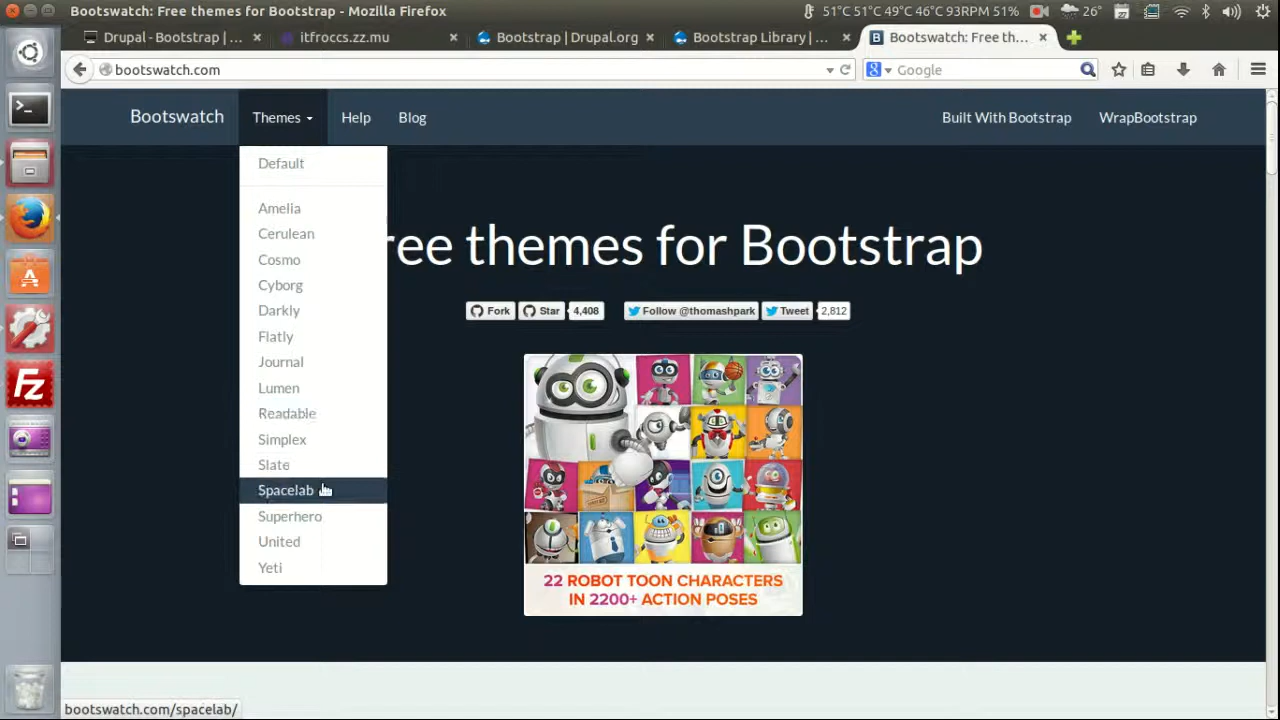 Bootswatch: Free themes for Bootstrap - Mozilla Firefox
51°C 51°C 49°C 46°C 93RPM 51%
26°
Drupal - Bootstrap | ...
itfroccs.zz.mu
Bootstrap | Drupal.org
Bootstrap Library | ...
Bootswatch: Free th...
bootswatch.com
Google
Bootswatch
Themes
Help
Blog
Built With Bootstrap
WrapBootstrap
Default
Amelia
Cerulean
Cosmo
Cyborg
Darkly
Flatly
Journal
Lumen
Readable
Simplex
Slate
Spacelab
Superhero
United
Yeti
ree themes for Bootstrap
Fork
Star
4,408
Follow @thomashpark
Tweet
2,812
22 ROBOT TOON CHARACTERS
IN 2200+ ACTION POSES
bootswatch.com/spacelab/